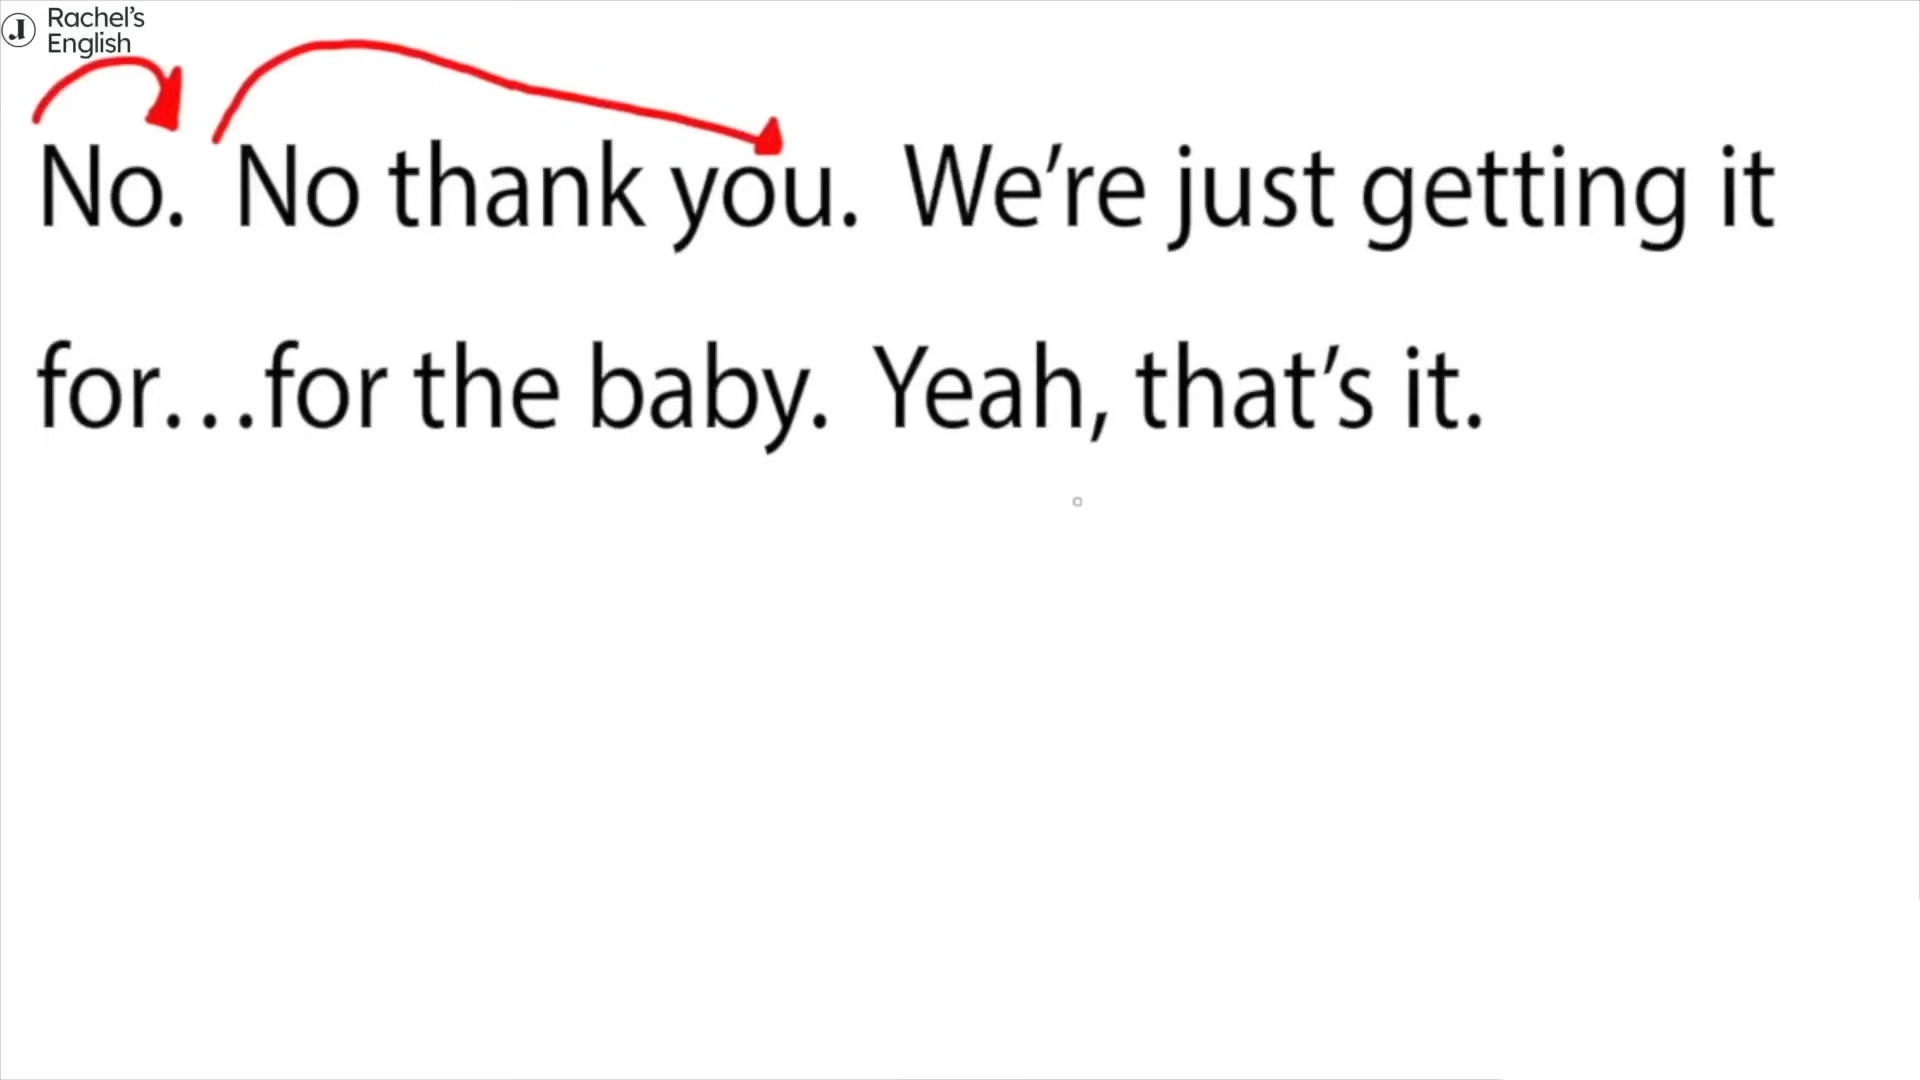 Rachel's
English
No. No thank you. We’re just getting it
for…for the baby. Yeah, that’s it.